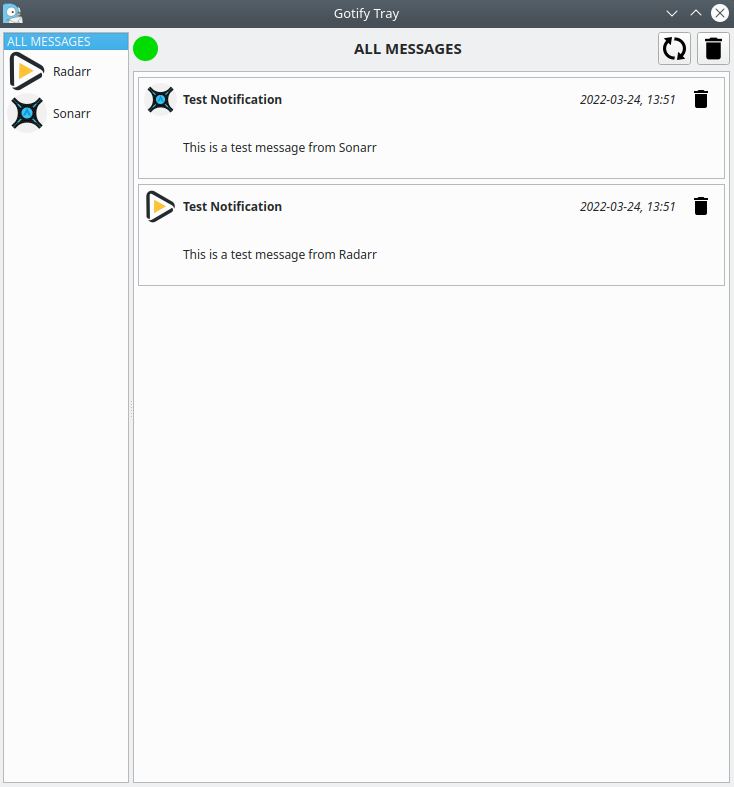 Gotify Tray
ALL MESSAGES
Radarr
Sonarr
ALL MESSAGES
Test Notification 2022-03-24, 13:51
This is a test message from Sonarr
Test Notification 2022-03-24, 13:51
This is a test message from Radarr